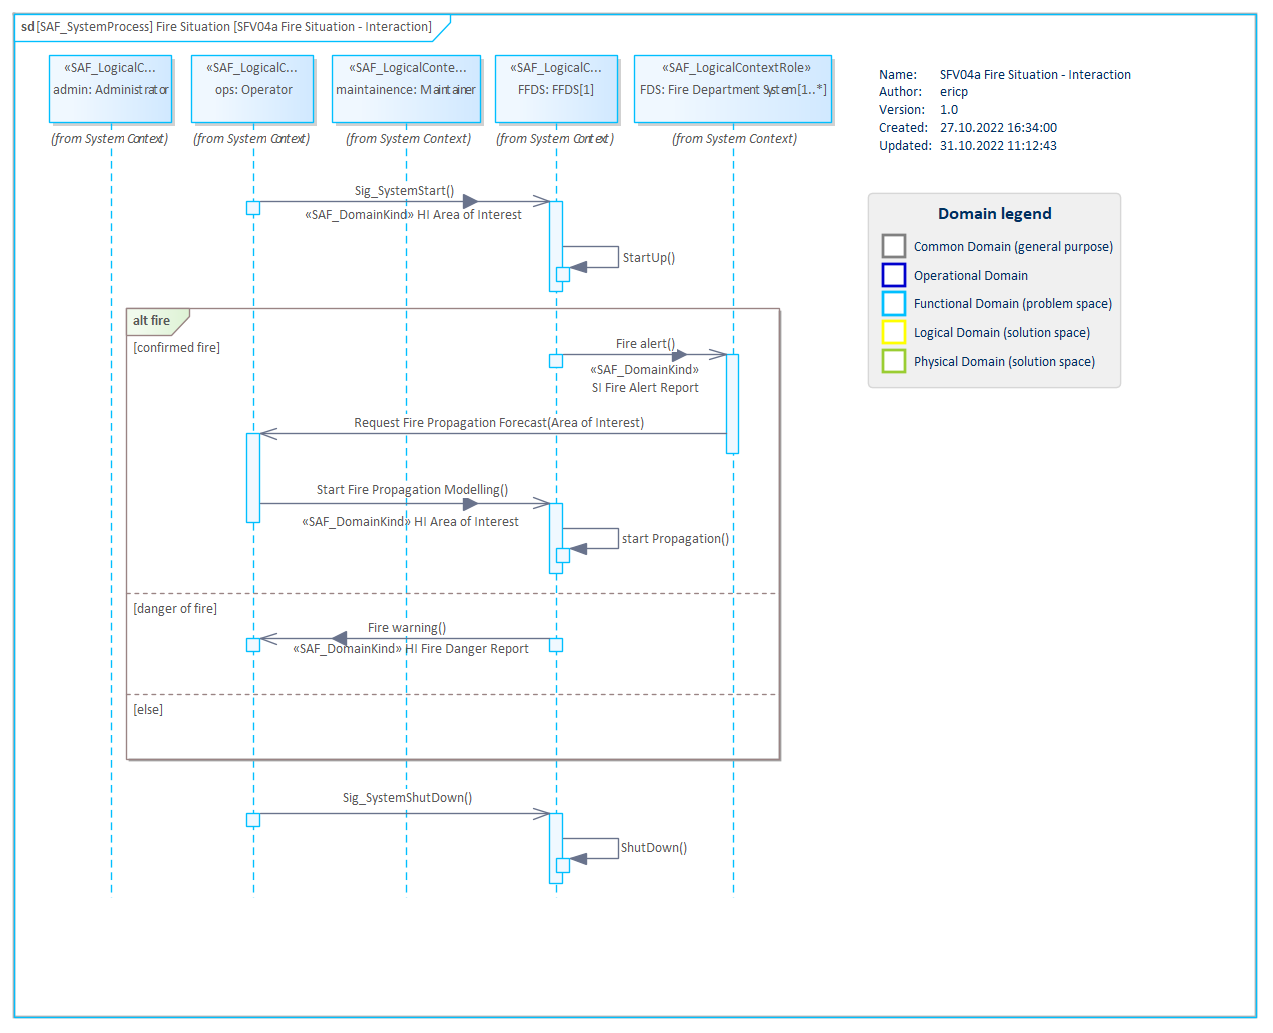 sd [SAF_SystemProcess] Fire Situation [SFV04a Fire Situation - Interaction]
«SAF_LogicalC...
admin: Administrator
(from System Context)
«SAF_LogicalC...
ops: Operator
(from System Context)
«SAF_LogicalConte...
maintainence: Maintainer
(from System Context)
«SAF_LogicalC...
FFDS: FFDS[1]
(from System Context)
«SAF_LogicalContextRole»
FDS: Fire Department System[1..*]
(from System Context)
Name: SFV04a Fire Situation - Interaction
Author: ericp
Version: 1.0
Created: 27.10.2022 16:34:00
Updated: 31.10.2022 11:12:43
Domain legend
Common Domain (general purpose)
Operational Domain
Functional Domain (problem space)
Logical Domain (solution space)
Physical Domain (solution space)
Sig_SystemStart()
«SAF_DomainKind» HI Area of Interest
StartUp()
alt fire
[confirmed fire]
Fire alert()
«SAF_DomainKind»
SI Fire Alert Report
Request Fire Propagation Forecast(Area of Interest)
Start Fire Propagation Modelling()
«SAF_DomainKind» HI Area of Interest
start Propagation()
[danger of fire]
Fire warning()
«SAF_DomainKind» HI Fire Danger Report
[else]
Sig_SystemShutDown()
ShutDown()